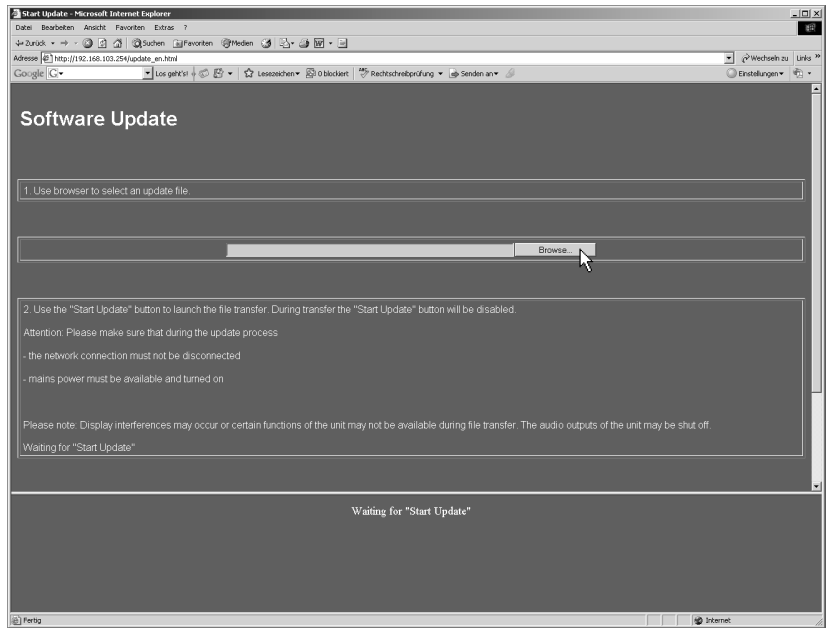 Start Update - Microsoft Internet Explorer
Datei Bearbeiten Ansicht Favoriten Extras ?
Zurück Suchen Favoriten Medien
Adresse http://192.168.103.254/update_en.html Wechseln zu Links »
Google G Los geht's! Lesezeichen 0 blockiert Rechtschreibprüfung Senden an Einstellungen
Software Update
1. Use browser to select an update file.
Browse...
2. Use the "Start Update" button to launch the file transfer. During transfer the "Start Update" button will be disabled.
Attention: Please make sure that during the update process
- the network connection must not be disconnected
- mains power must be available and turned on
Please note: Display interferences may occur or certain functions of the unit may not be available during file transfer. The audio outputs of the unit may be shut off.
Waiting for "Start Update"
Waiting for "Start Update"
Fertig Internet